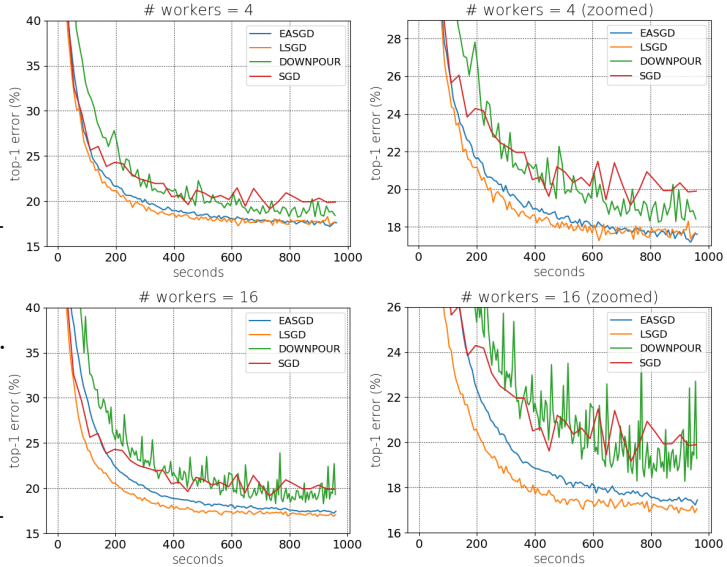 # workers = 4
40
35
30
25
20
15
top-1 error (%)
0
200
400
600
800
1000
seconds
EASGD
LSGD
DOWNPOUR
SGD
# workers = 4 (zoomed)
28
26
24
22
20
18
top-1 error (%)
0
200
400
600
800
1000
seconds
EASGD
LSGD
DOWNPOUR
SGD
# workers = 16
40
35
30
25
20
15
top-1 error (%)
0
200
400
600
800
1000
seconds
EASGD
LSGD
DOWNPOUR
SGD
# workers = 16 (zoomed)
26
24
22
20
18
16
top-1 error (%)
0
200
400
600
800
1000
seconds
EASGD
LSGD
DOWNPOUR
SGD